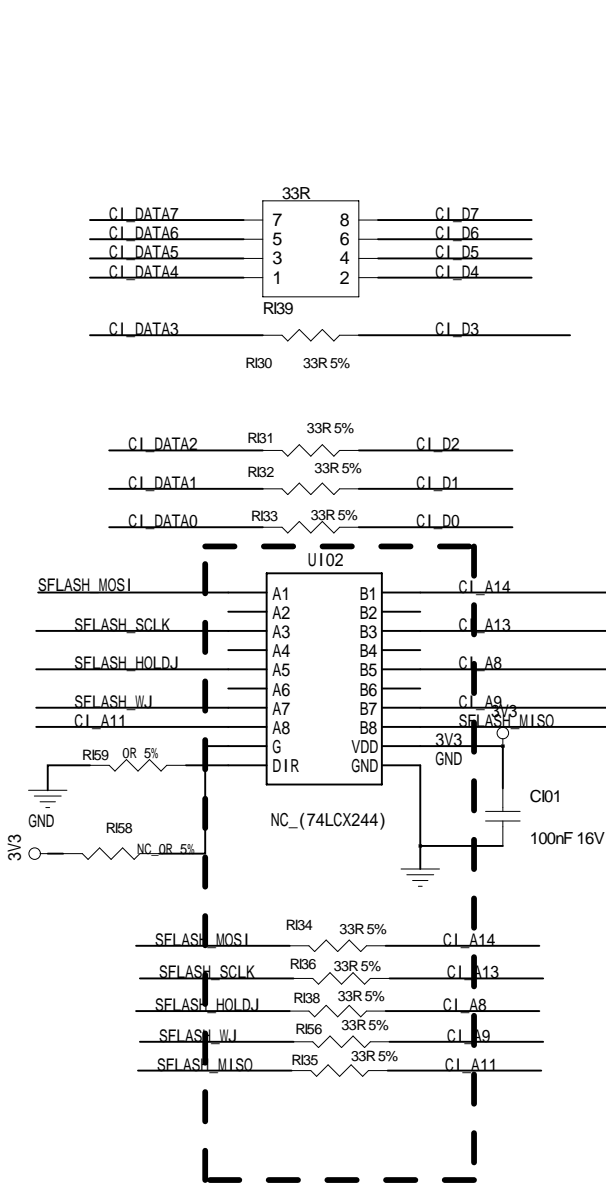 33R
CI_DATA7 7 8 CI_D7
CI_DATA6 5 6 CI_D6
CI_DATA5 3 4 CI_D5
CI_DATA4 1 2 CI_D4
RI39
CI_DATA3 CI_D3
RI30 33R 5%
CI_DATA2 RI31 33R 5% CI_D2
CI_DATA1 RI32 33R 5% CI_D1
CI_DATA0 RI33 33R 5% CI_D0
UI02
SFLASH_MOSI A1 B1 CI_A14
A2 B2
SFLASH_SCLK A3 B3 CI_A13
A4 B4
SFLASH_HOLDJ A5 B5 CI_A8
A6 B6
SFLASH_WJ A7 B7 CI_A9
3V3
CI_A11 A8 B8 SFLASH_MISO
G VDD 3V3
RI59 0R 5% DIR GND GND
CI01
GND
NC_(74LCX244)
100nF 16V
3V3 RI58 NC_0R 5%
SFLASH_MOSI RI34 33R 5% CI_A14
SFLASH_SCLK RI36 33R 5% CI_A13
SFLASH_HOLDJ RI38 33R 5% CI_A8
SFLASH_WJ RI56 33R 5% CI_A9
SFLASH_MISO RI35 33R 5% CI_A11